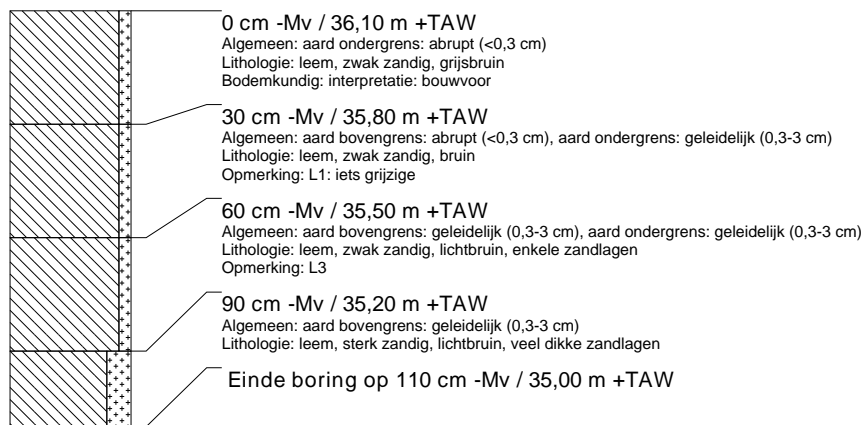 0 cm -Mv / 36,10 m +TAW
Algemeen: aard ondergrens: abrupt (<0,3 cm)
Lithologie: leem, zwak zandig, grijsbruin
Bodemkundig: interpretatie: bouwvoor
30 cm -Mv / 35,80 m +TAW
Algemeen: aard bovengrens: abrupt (<0,3 cm), aard ondergrens: geleidelijk (0,3-3 cm)
Lithologie: leem, zwak zandig, bruin
Opmerking: L1: iets grijzige
60 cm -Mv / 35,50 m +TAW
Algemeen: aard bovengrens: geleidelijk (0,3-3 cm), aard ondergrens: geleidelijk (0,3-3 cm)
Lithologie: leem, zwak zandig, lichtbruin, enkele zandlagen
Opmerking: L3
90 cm -Mv / 35,20 m +TAW
Algemeen: aard bovengrens: geleidelijk (0,3-3 cm)
Lithologie: leem, sterk zandig, lichtbruin, veel dikke zandlagen
Einde boring op 110 cm -Mv / 35,00 m +TAW